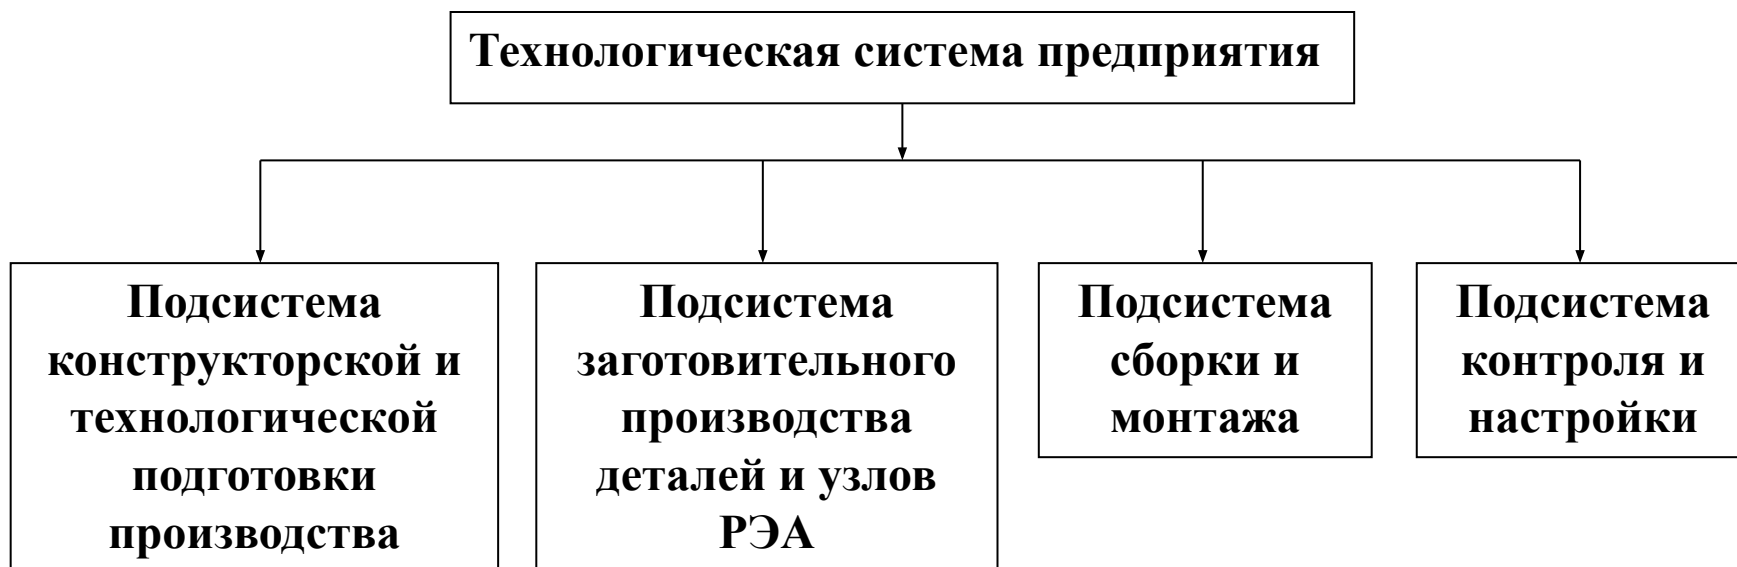 Технологическая система предприятия
Подсистема
конструкторской и
технологической
подготовки
производства
Подсистема
заготовительного
производства
деталей и узлов
РЭА
Подсистема
сборки и
монтажа
Подсистема
контроля и
настройки